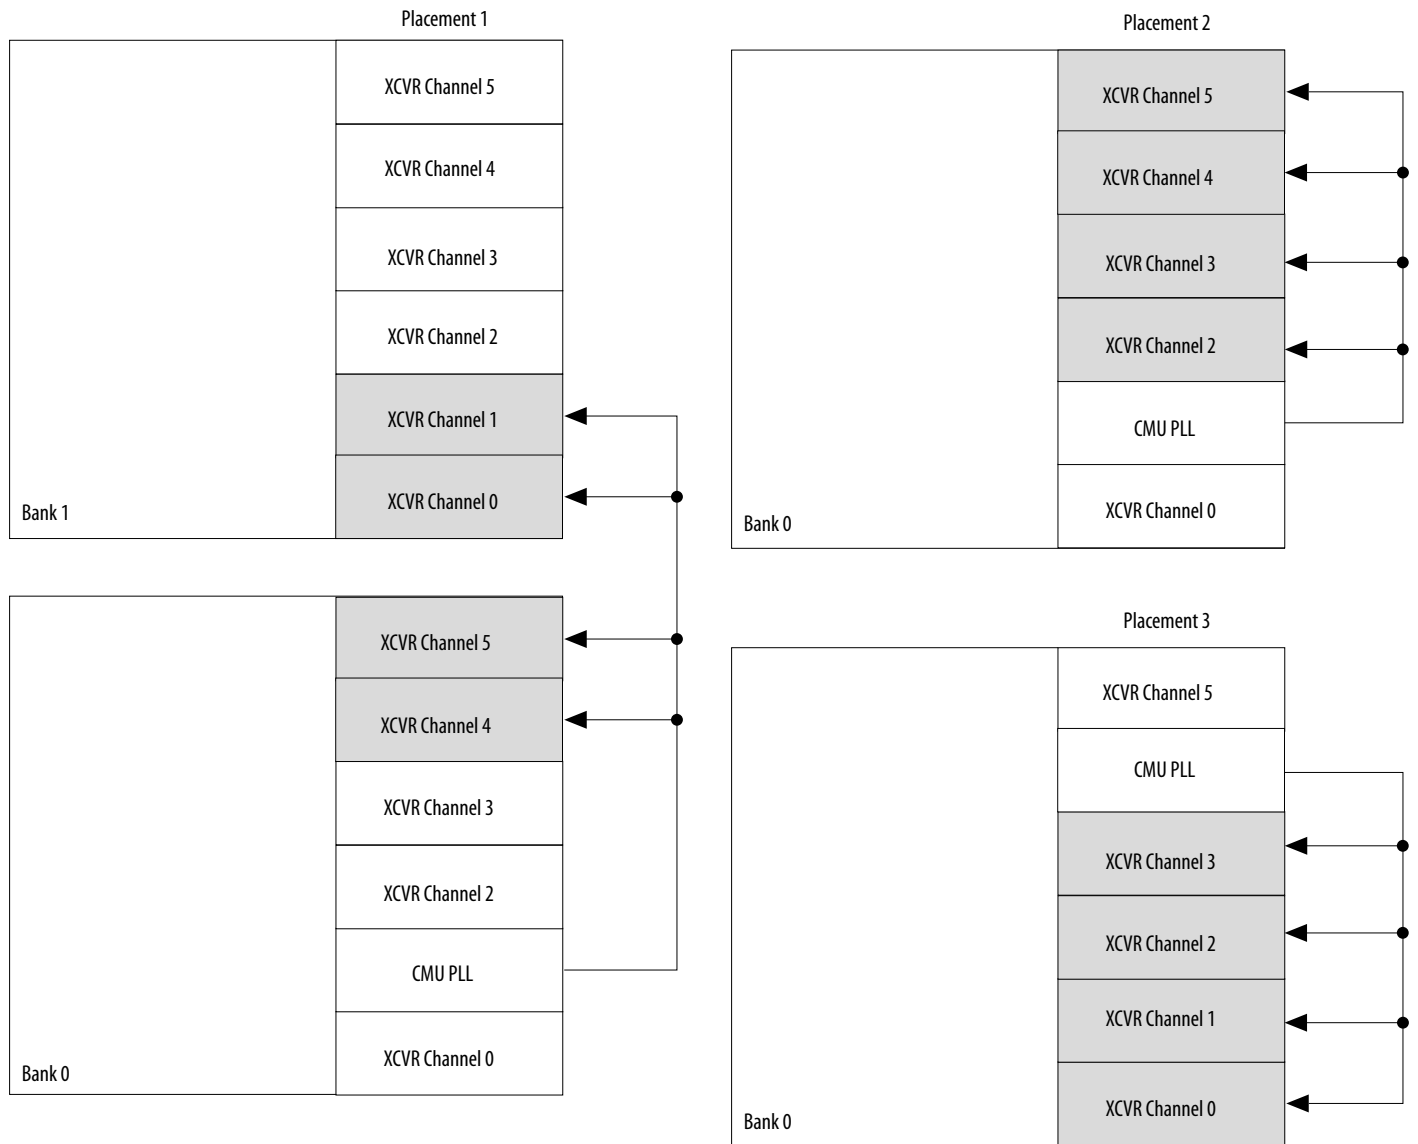 Placement 1
XCVR Channel 5
XCVR Channel 4
XCVR Channel 3
XCVR Channel 2
XCVR Channel 1
XCVR Channel 0
Bank 1
XCVR Channel 5
XCVR Channel 4
XCVR Channel 3
XCVR Channel 2
CMU PLL
XCVR Channel 0
Bank 0
Placement 2
XCVR Channel 5
XCVR Channel 4
XCVR Channel 3
XCVR Channel 2
CMU PLL
XCVR Channel 0
Bank 0
Placement 3
XCVR Channel 5
CMU PLL
XCVR Channel 3
XCVR Channel 2
XCVR Channel 1
XCVR Channel 0
Bank 0